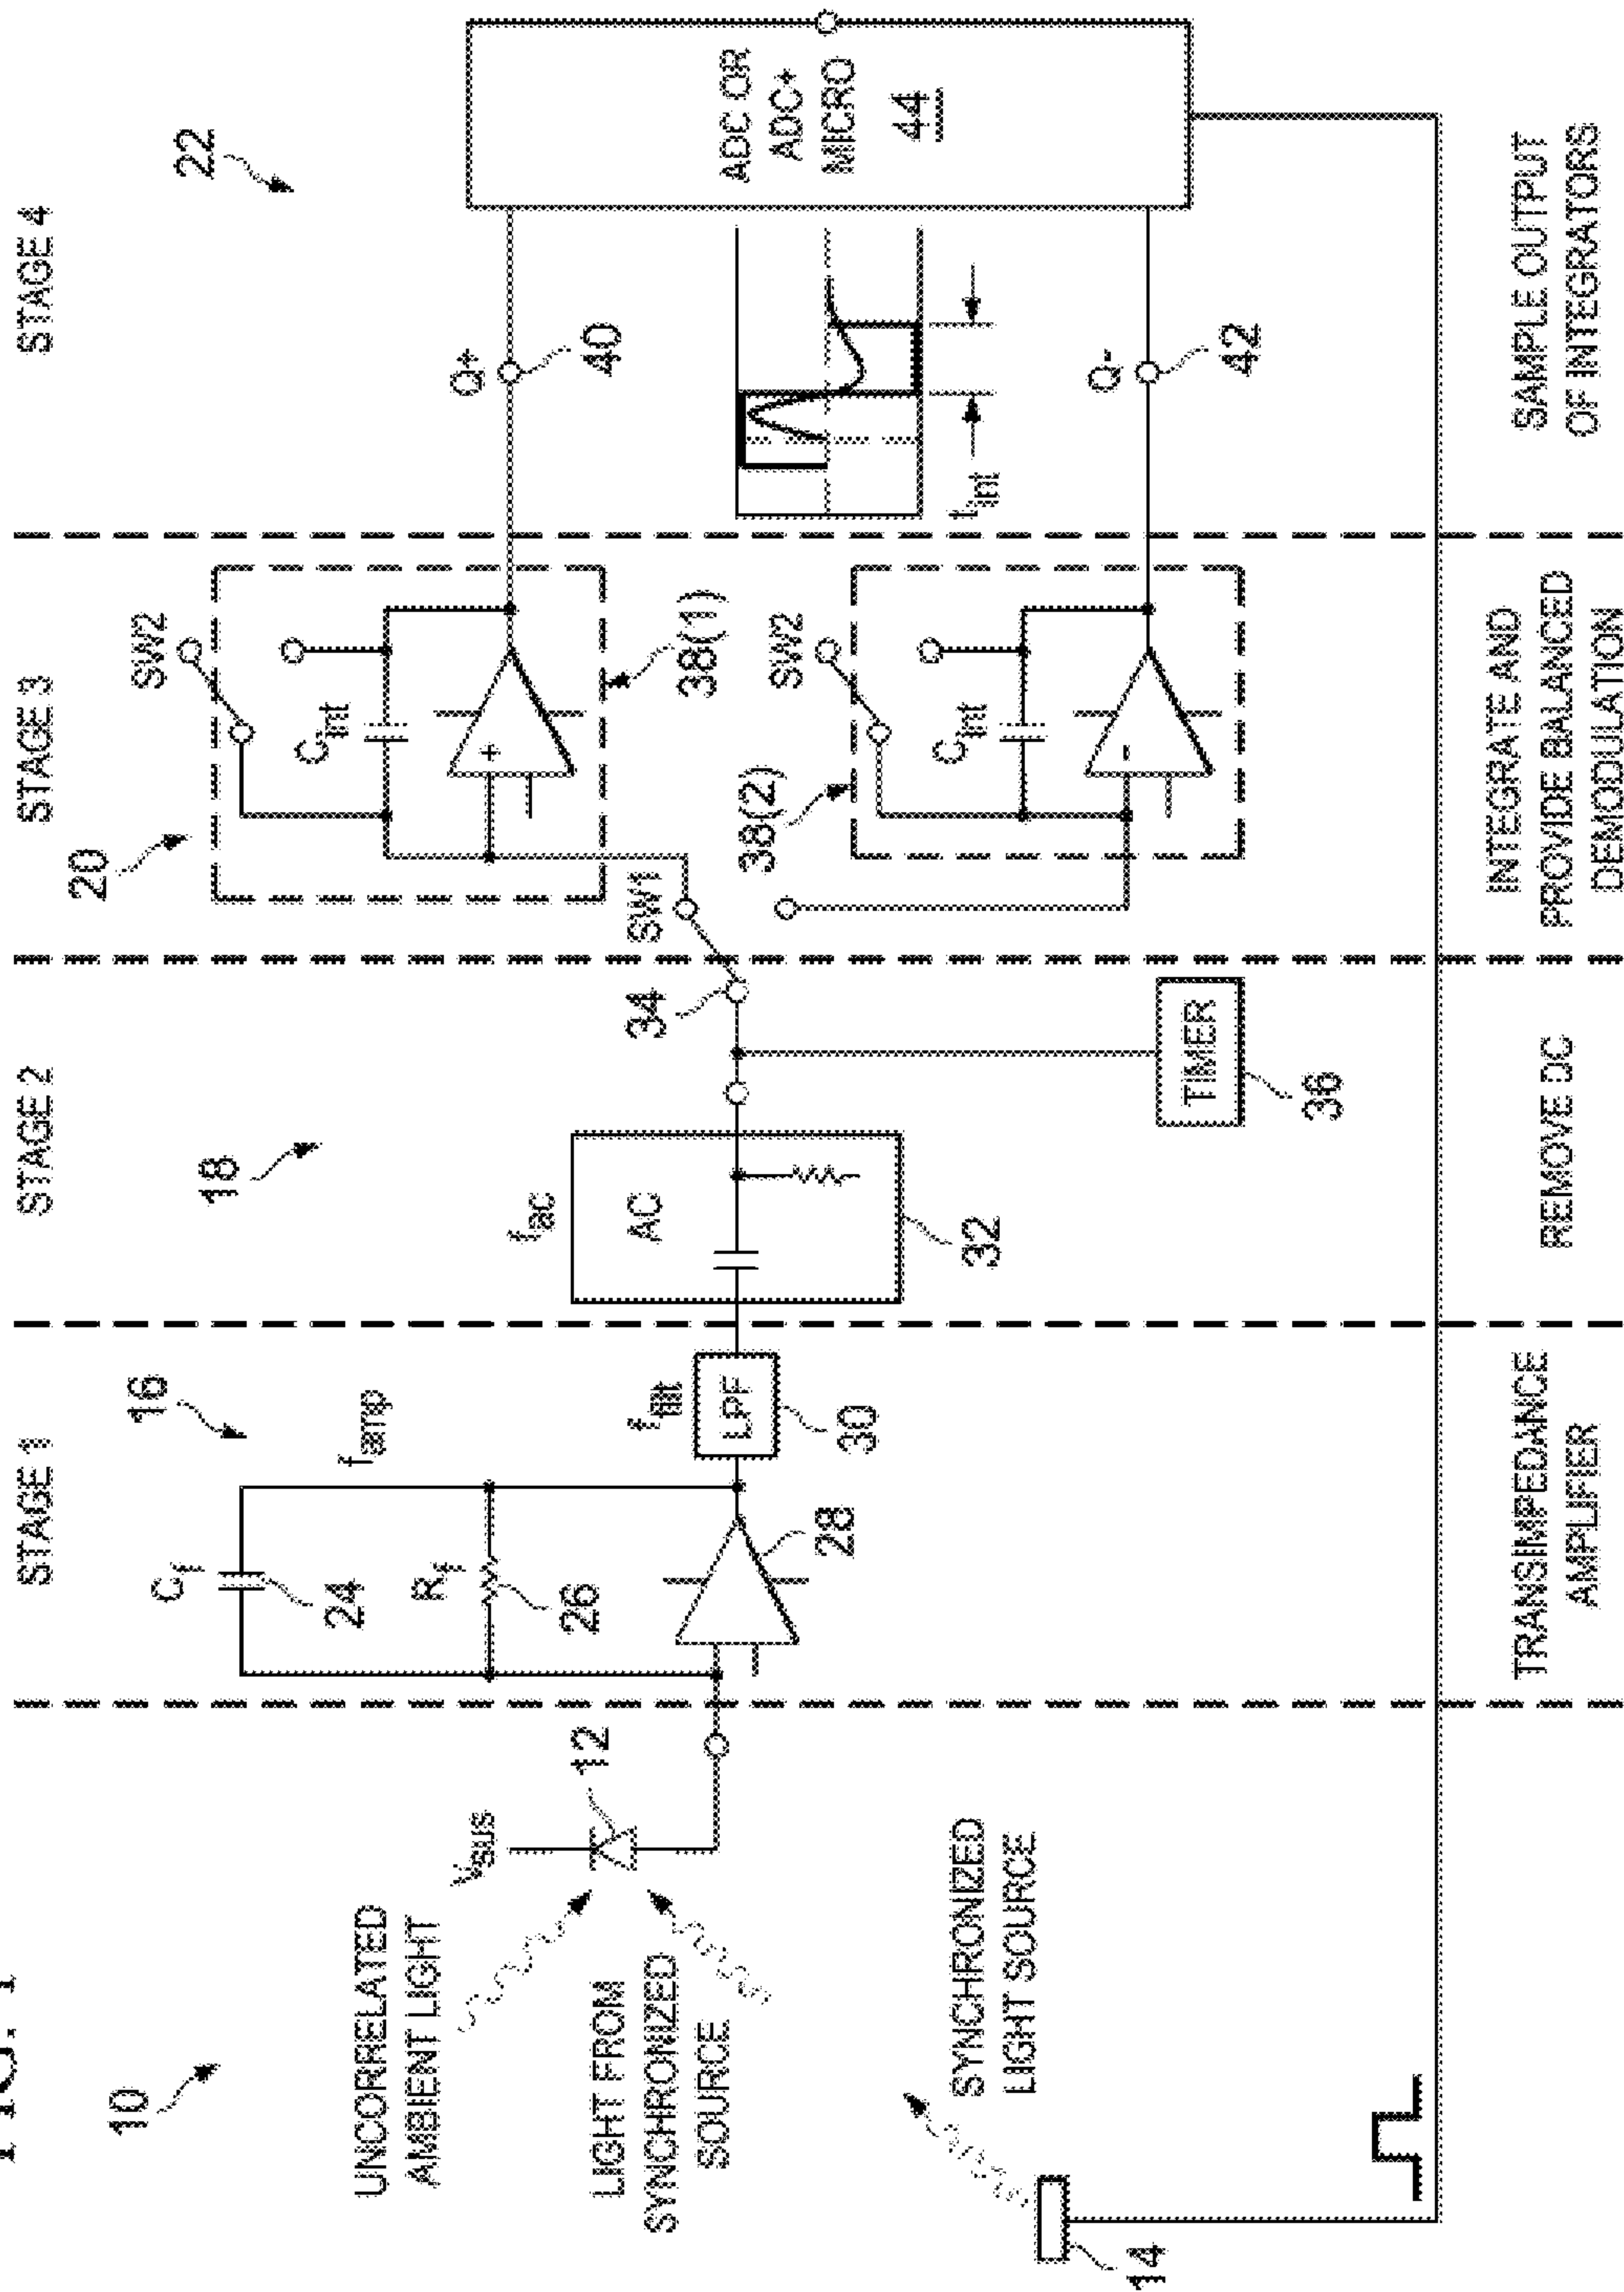 FIG. 1
10
STAGE 1
STAGE 2
STAGE 3
STAGE 4
16
18
20
22
UNCORRELATED
AMBIENT LIGHT
VBUS
12
LIGHT FROM
SYNCHRONIZED
SOURCE
SYNCHRONIZED
LIGHT SOURCE
14
Cf
24
Rf
26
famp
28
ffilt
LPF
30
fac
AC
32
34
TIMER
36
SW1
SW2
Cint
+
38(1)
SW2
Cint
-
38(2)
Q+
40
Q-
42
tint
ADC OR
ADC+
MICRO
44
TRANSIMPEDANCE
AMPLIFIER
REMOVE DC
INTEGRATE AND
PROVIDE BALANCED
DEMODULATION
SAMPLE OUTPUT
OF INTEGRATORS